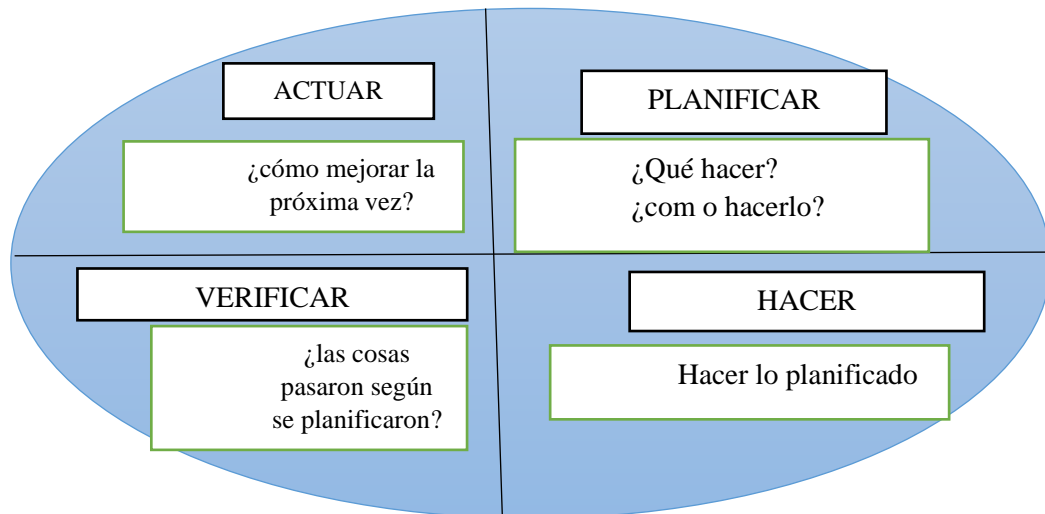 ACTUAR
¿cómo mejorar la
próxima vez?
PLANIFICAR
¿Qué hacer?
¿com o hacerlo?
VERIFICAR
¿las cosas
pasaron según
se planificaron?
HACER
Hacer lo planificado